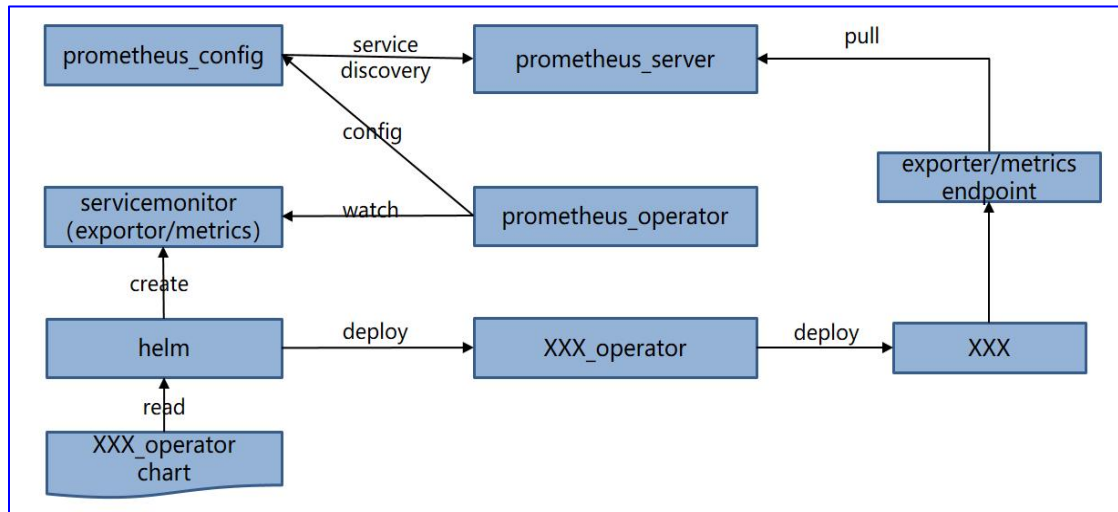 prometheus_config
service
discovery
prometheus_server
pull
config
exporter/metrics
endpoint
servicemonitor
（exportor/metrics）
watch
prometheus_operator
create
helm
deploy
XXX_operator
deploy
XXX
read
XXX_operator
chart